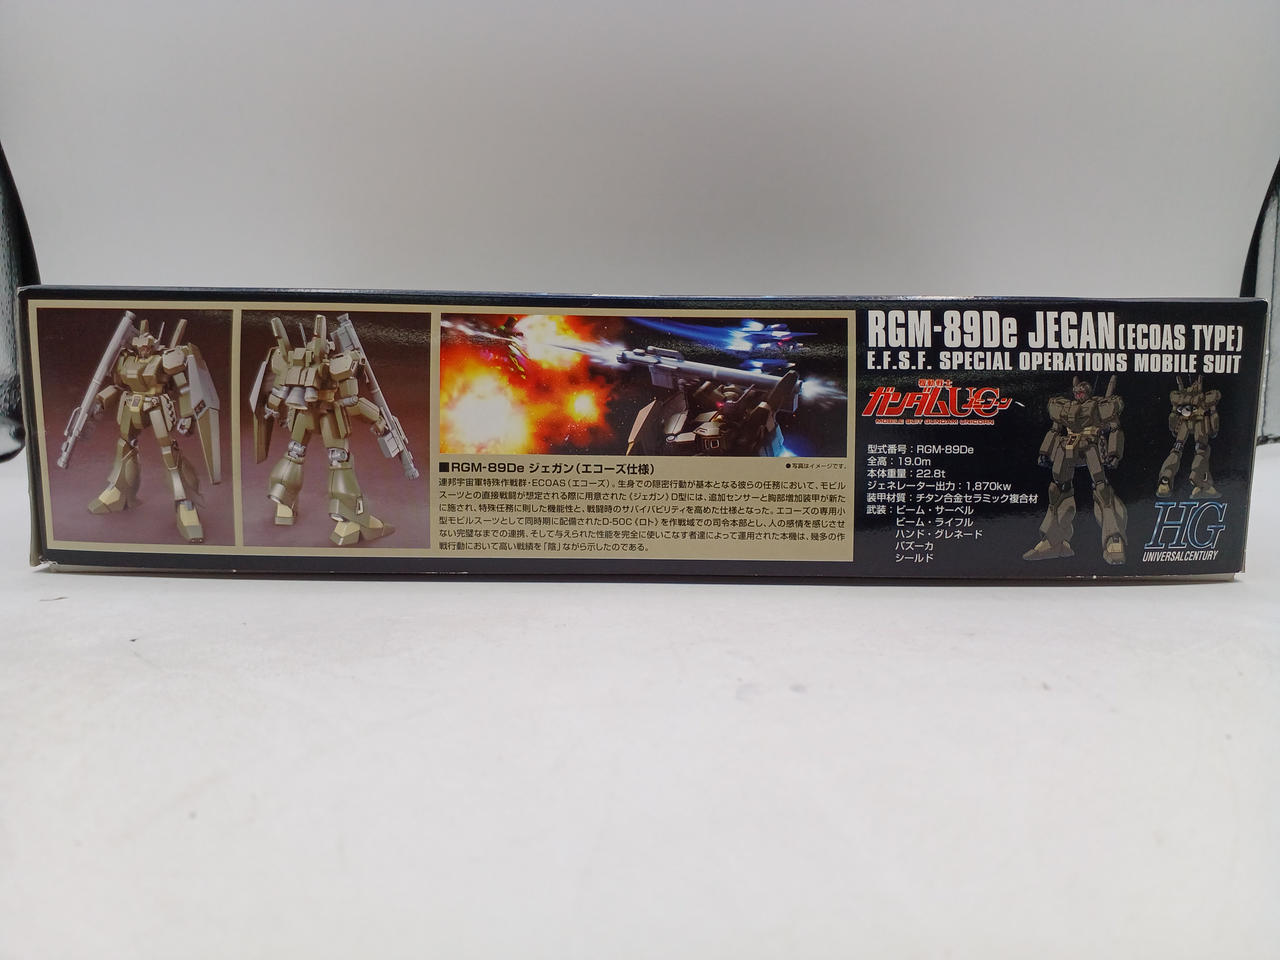 RGM-89De JEGAN(ECOAS TYPE)
E.F.S.F. SPECIAL OPERATIONS MOBILE SUIT
機動戦士
ガンダムUC
ユニコーン
MOBILE SUIT GUNDAM UNICORN
●写真はイメージです。
■RGM-89De ジェガン(エコーズ仕様)
連邦宇宙軍特殊作戦群・ECOAS(エコーズ)。生身での隠密行動が基本となる彼らの任務において、モビル
スーツとの直接戦闘が想定される際に用意された《ジェガン》D型には、追加センサーと胸部増加装甲が新た
に施され、特殊任務に則した機能性と、戦闘時のサバイバビリティを高めた仕様となった。エコーズの専用小
型モビルスーツとして同時期に配備されたD-50C《ロト》を作戦域での司令本部とし、人の感情を感じさせ
ない完璧なまでの連携、そして与えられた性能を完全に使いこなす者達によって運用された本機は、幾多の作
戦行動において高い戦績を「陰」ながら示したのである。
型式番号:RGM-89De
全高:19.0m
本体重量:22.8t
ジェネレーター出力:1,870kw
装甲材質:チタン合金セラミック複合材
武装:ビーム・サーベル
ビーム・ライフル
ハンド・グレネード
バズーカ
シールド
HG
UNIVERSAL CENTURY